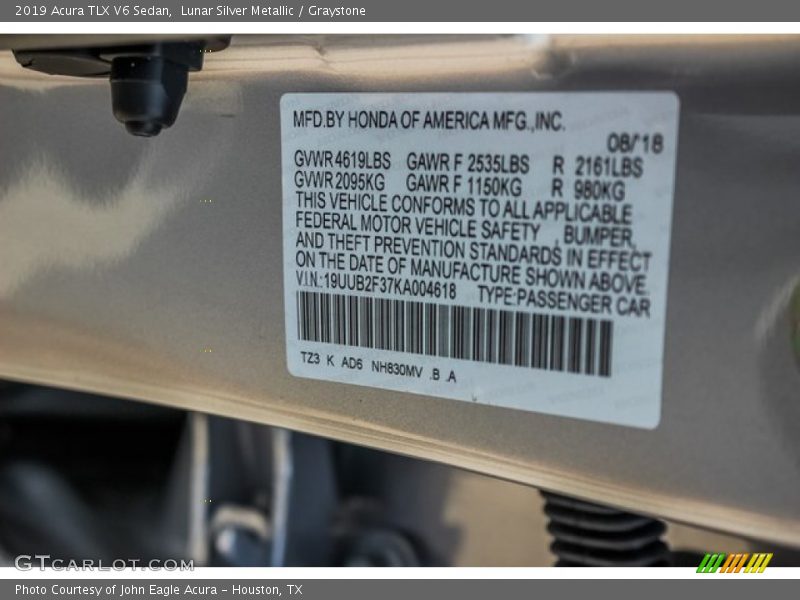 2019 Acura TLX V6 Sedan,  Lunar Silver Metallic / Graystone
MFD.BY HONDA OF AMERICA MFG.,INC.
08/'18
GVWR 4619LBS GAWR F 2535LBS R 2161LBS
GVWR 2095KG GAWR F 1150KG R 980KG
THIS VEHICLE CONFORMS TO ALL APPLICABLE
FEDERAL MOTOR VEHICLE SAFETY , BUMPER,
AND THEFT PREVENTION STANDARDS IN EFFECT
ON THE DATE OF MANUFACTURE SHOWN ABOVE.
V.I.N.:19UUB2F37KA004618 TYPE:PASSENGER CAR
TZ3 K AD6 NH830MV .B .A
GTcarlot.com
Photo Courtesy of John Eagle Acura - Houston, TX